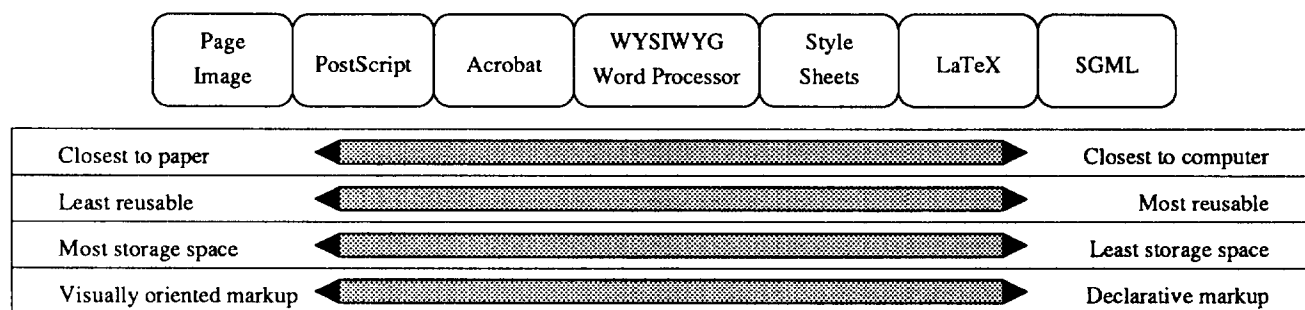 Page
Image
PostScript
Acrobat
WYSIWYG
Word Processor
Style
Sheets
LaTeX
SGML
Closest to paper
Closest to computer
Least reusable
Most reusable
Most storage space
Least storage space
Visually oriented markup
Declarative markup